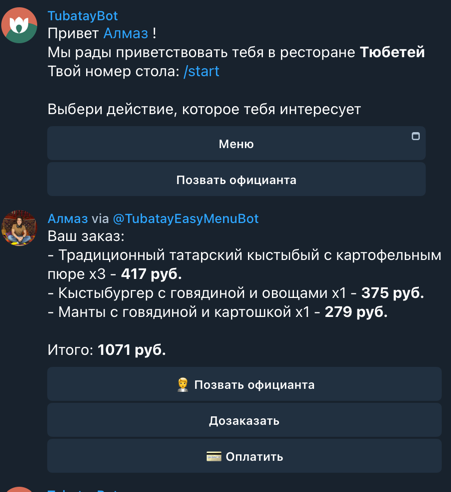 TubatayBot
Привет Алмаз !
Мы рады приветствовать тебя в ресторане Тюбетей
Твой номер стола: /start
Выбери действие, которое тебя интересует
Меню
Позвать официанта
Алмаз via @TubatayEasyMenuBot
Ваш заказ:
- Традиционный татарский кыстыбый с картофельным
пюре x3 - 417 руб.
- Кыстыбургер с говядиной и овощами x1 - 375 руб.
- Манты с говядиной и картошкой x1 - 279 руб.
Итого: 1071 руб.
🤵 Позвать официанта
Дозаказать
💳 Оплатить